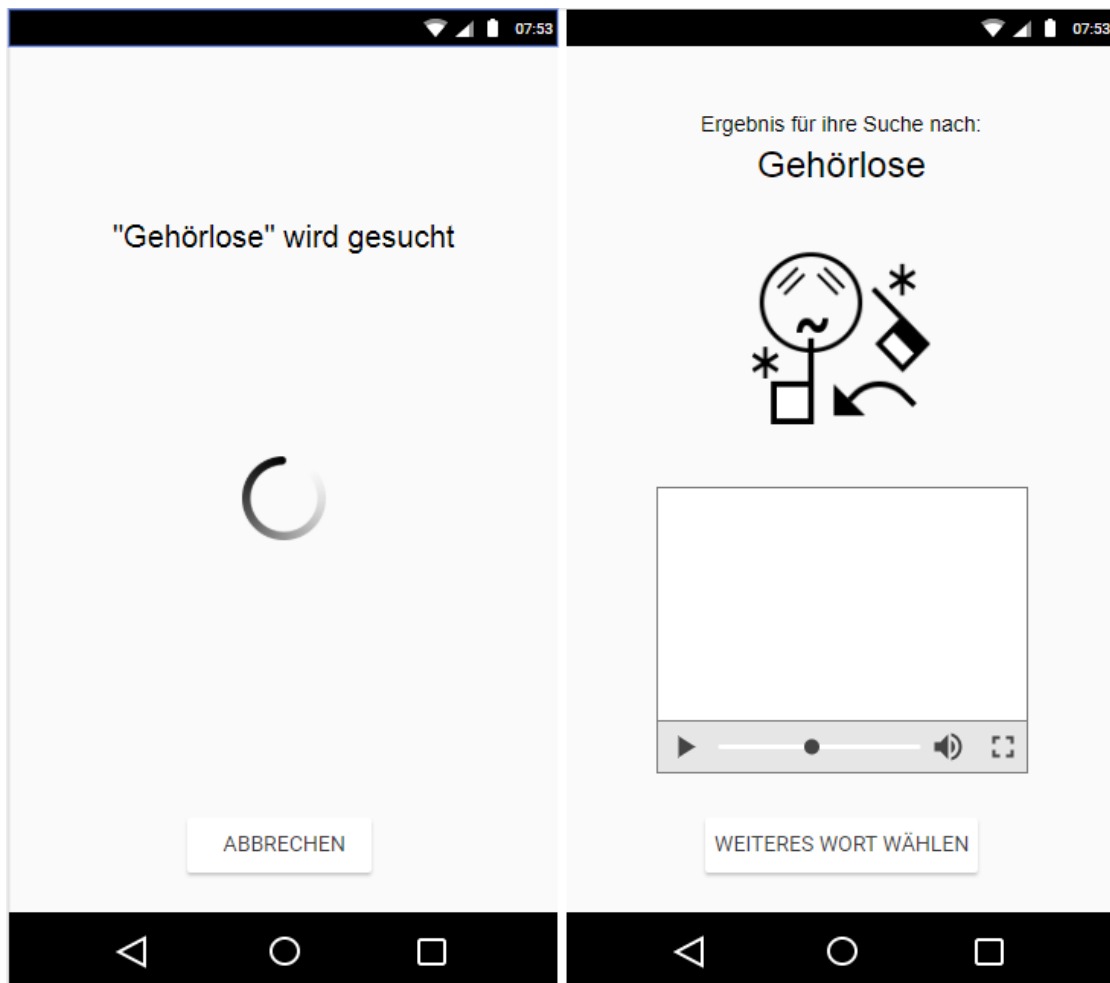 07:53
"Gehörlose" wird gesucht
ABBRECHEN
07:53
Ergebnis für ihre Suche nach:
Gehörlose
WEITERES WORT WÄHLEN